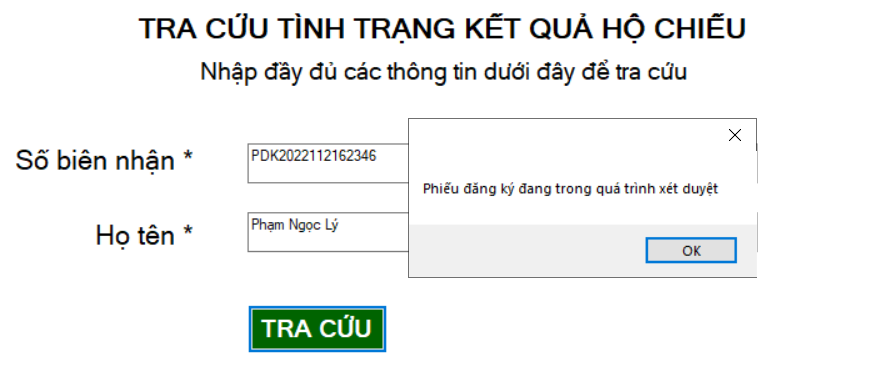 TRA CỨU TÌNH TRẠNG KẾT QUẢ HỘ CHIẾU
Nhập đầy đủ các thông tin dưới đây để tra cứu
Số biên nhận *
PDK2022112162346
Phiếu đăng ký đang trong quá trình xét duyệt
Họ tên *
Phạm Ngọc Lý
OK
TRA CỨU